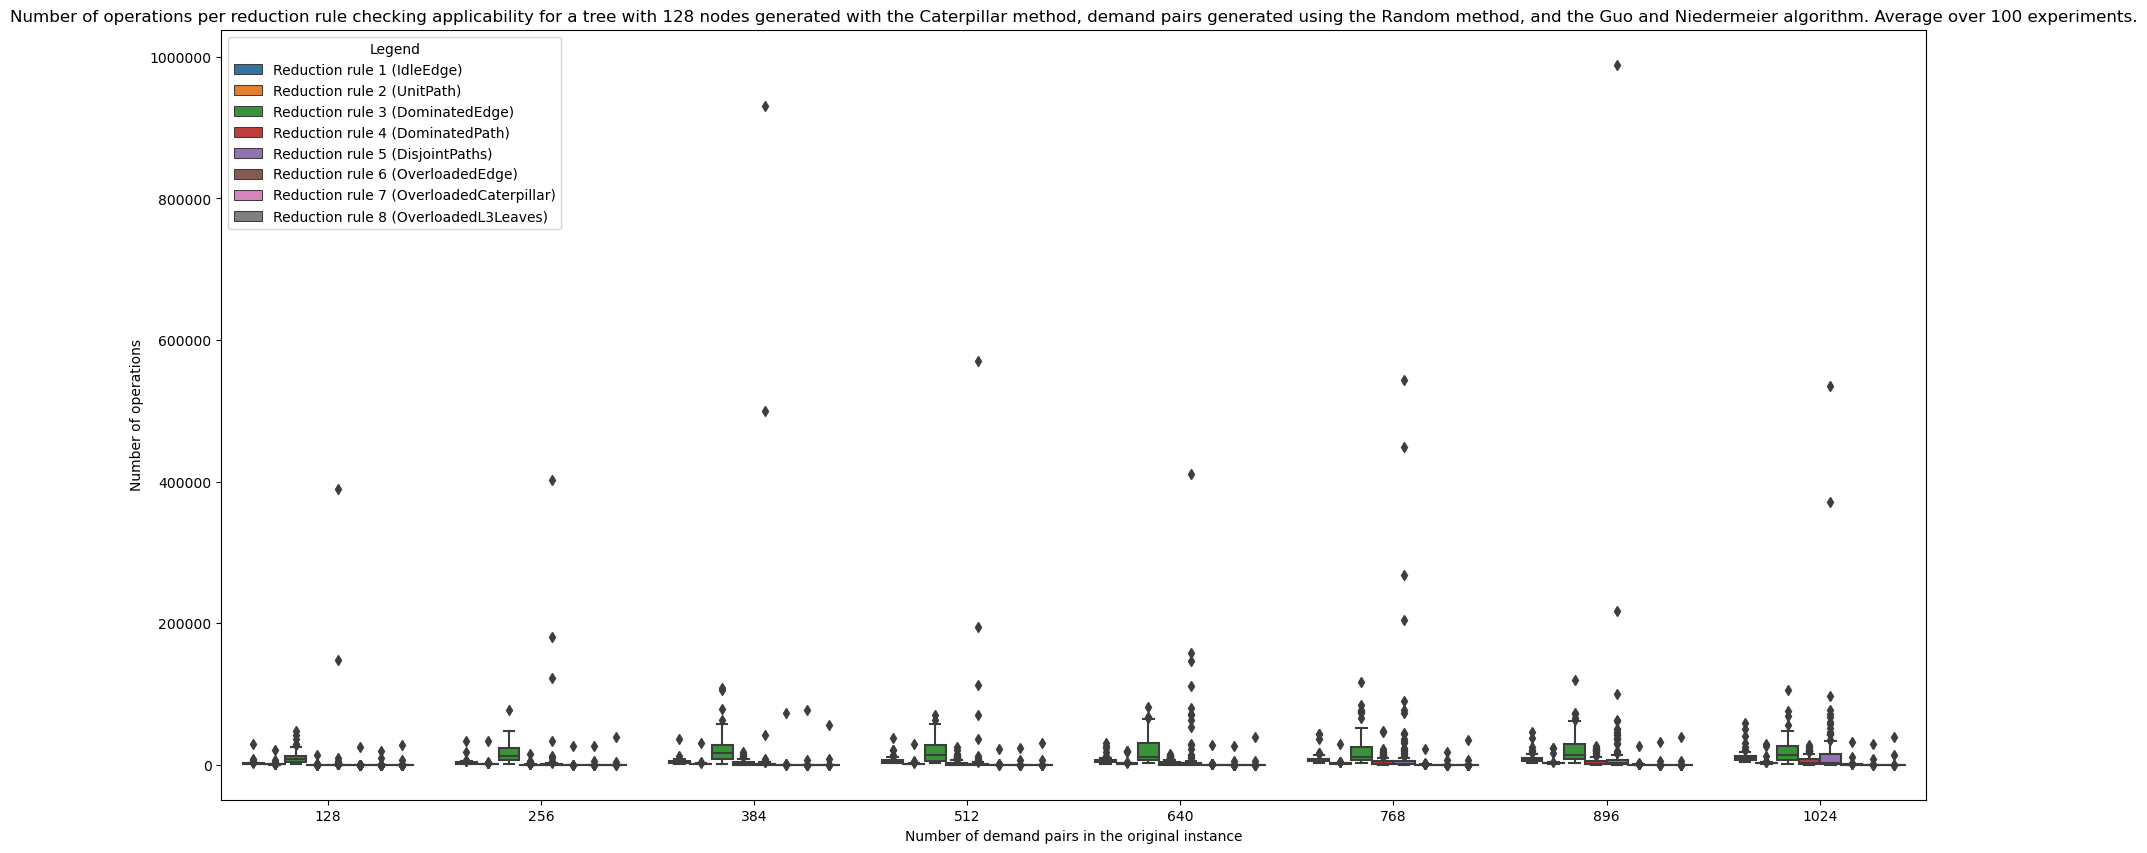 Number of operations per reduction rule checking applicability for a tree with 128 nodes generated with the Caterpillar method, demand pairs generated using the Random method, and the Guo and Niedermeier algorithm. Average over 100 experiments.
Legend
Reduction rule 1 (IdleEdge)
Reduction rule 2 (UnitPath)
Reduction rule 3 (DominatedEdge)
Reduction rule 4 (DominatedPath)
Reduction rule 5 (DisjointPaths)
Reduction rule 6 (OverloadedEdge)
Reduction rule 7 (OverloadedCaterpillar)
Reduction rule 8 (OverloadedL3Leaves)
1000000
800000
600000
400000
200000
0
Number of operations
128 256 384 512 640 768 896 1024
Number of demand pairs in the original instance